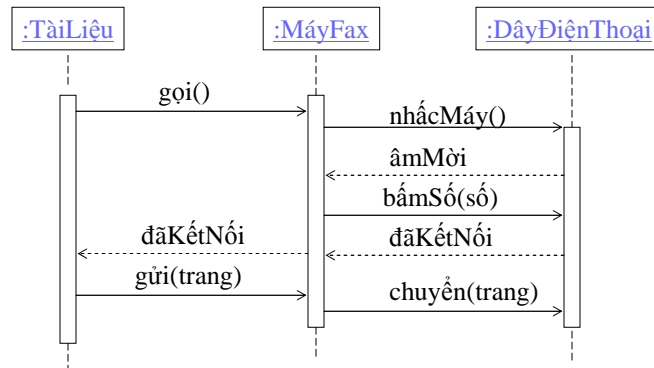 :TàiLiệu
:MáyFax
:DâyĐiệnThoại
gọi()
nhấcMáy()
âmMời
bấmSố(số)
đãKếtNối
đãKếtNối
gửi(trang)
chuyển(trang)